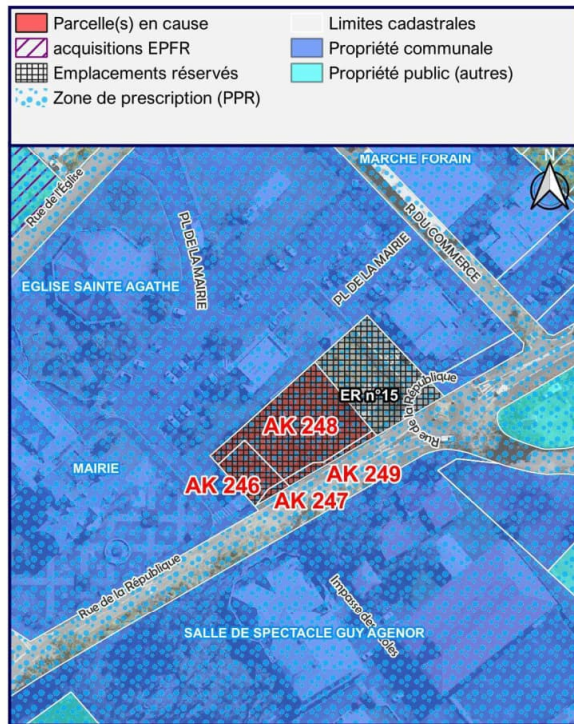 Parcelle(s) en cause
acquisitions EPFR
Emplacements réservés
Zone de prescription (PPR)
Limites cadastrales
Propriété communale
Propriété public (autres)
MARCHE FORAIN
N
Rue de l'Église
PL DE LA MAIRIE
R DU COMMERCE
PL DE LA MAIRIE
EGLISE SAINTE AGATHE
ER n°15
Rue de la République
Rue de la République
AK 248
MAIRIE
AK 246
AK 249
AK 247
Rue de la République
SALLE DE SPECTACLE GUY AGENOR